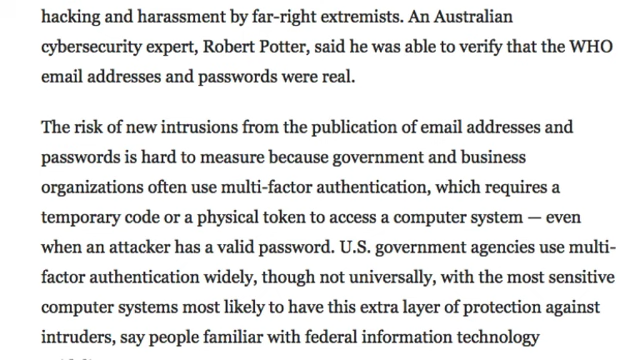 hacking and harassment by far-right extremists. An Australian
cybersecurity expert, Robert Potter, said he was able to verify that the WHO
email addresses and passwords were real.
The risk of new intrusions from the publication of email addresses and
passwords is hard to measure because government and business
organizations often use multi-factor authentication, which requires a
temporary code or a physical token to access a computer system — even
when an attacker has a valid password. U.S. government agencies use multi-
factor authentication widely, though not universally, with the most sensitive
computer systems most likely to have this extra layer of protection against
intruders, say people familiar with federal information technology